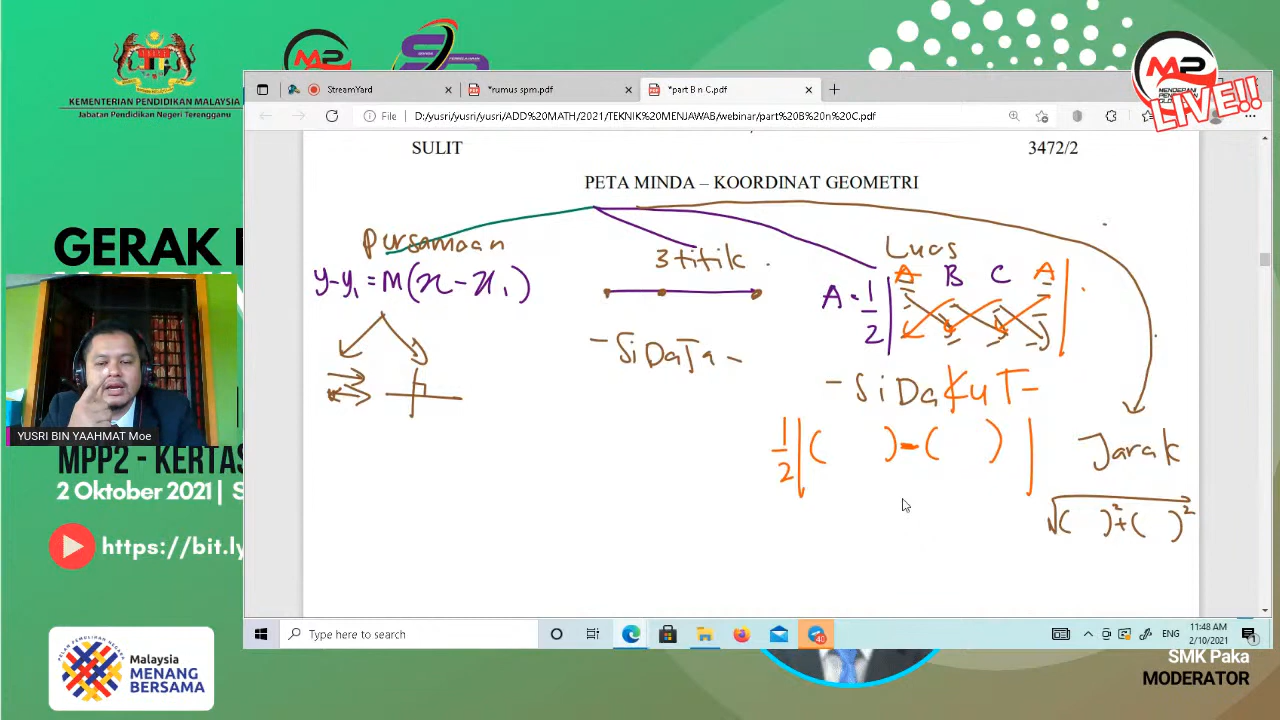 KEMENTERIAN PENDIDIKAN MALAYSIA
Jabatan Pendidikan Negeri Terengganu
MP
MP
LIVE!!
StreamYard
*rumus spm.pdf
*part B n C.pdf
File
D:/yusri/yusri/yusri/ADD%20MATH/2021/TEKNIK%20MENJAWAB/webinar/part%20B%20n%20C.pdf
SULIT
3472/2
PETA MINDA – KOORDINAT GEOMETRI
Persamaan
3 titik
Luas
y-y₁ = M(x - x₁)
A = 1/2 | A B C A |
- SiDaTa -
- SiDaKuT -
1/2 | ( ) - ( ) |
Jarak
√( )² + ( )²
GERAK
YUSRI BIN YAAHMAT Moe
MPP2 - KERTAS
2 Oktober 2021 | S
https://bit.ly
Type here to search
40
ENG
11:48 AM
2/10/2021
Malaysia
MENANG
BERSAMA
SMK Paka
MODERATOR